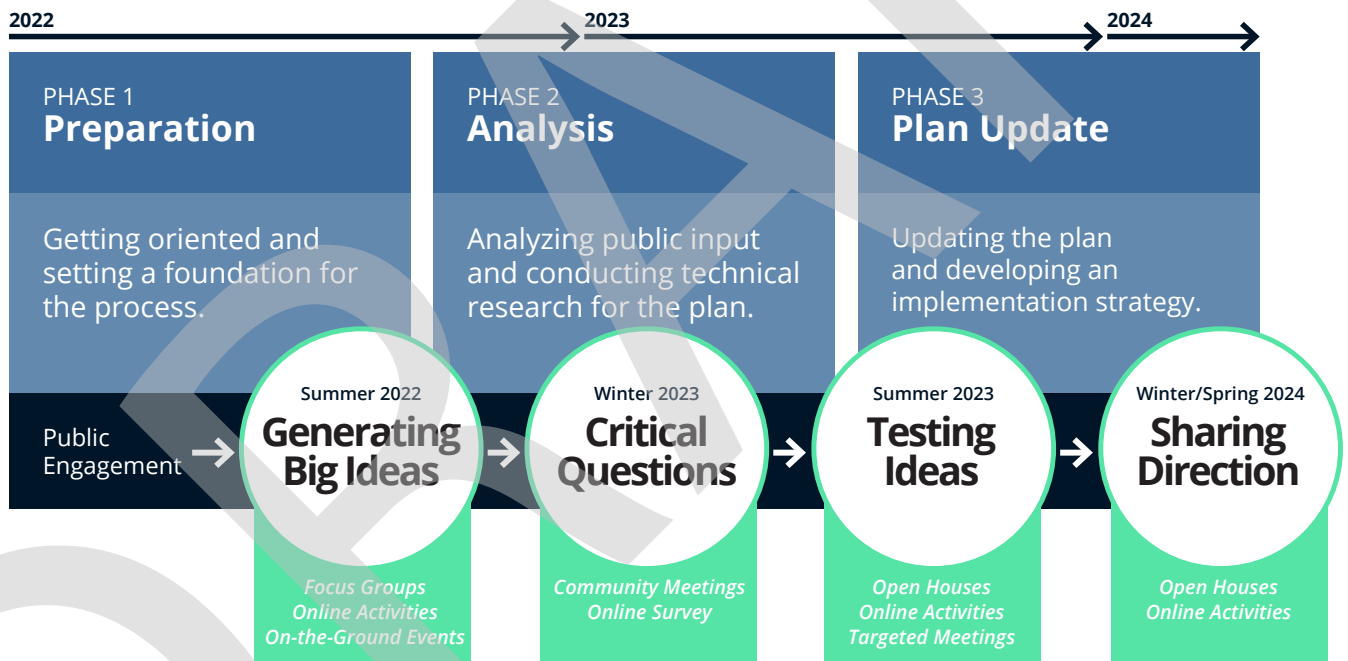 2022
2023
2024
PHASE 1
Preparation
Getting oriented and
setting a foundation for
the process.
PHASE 2
Analysis
Analyzing public input
and conducting technical
research for the plan.
PHASE 3
Plan Update
Updating the plan
and developing an
implementation strategy.
Public
Engagement
Summer 2022
Generating
Big Ideas
Focus Groups
Online Activities
On-the-Ground Events
Winter 2023
Critical
Questions
Community Meetings
Online Survey
Summer 2023
Testing
Ideas
Open Houses
Online Activities
Targeted Meetings
Winter/Spring 2024
Sharing
Direction
Open Houses
Online Activities